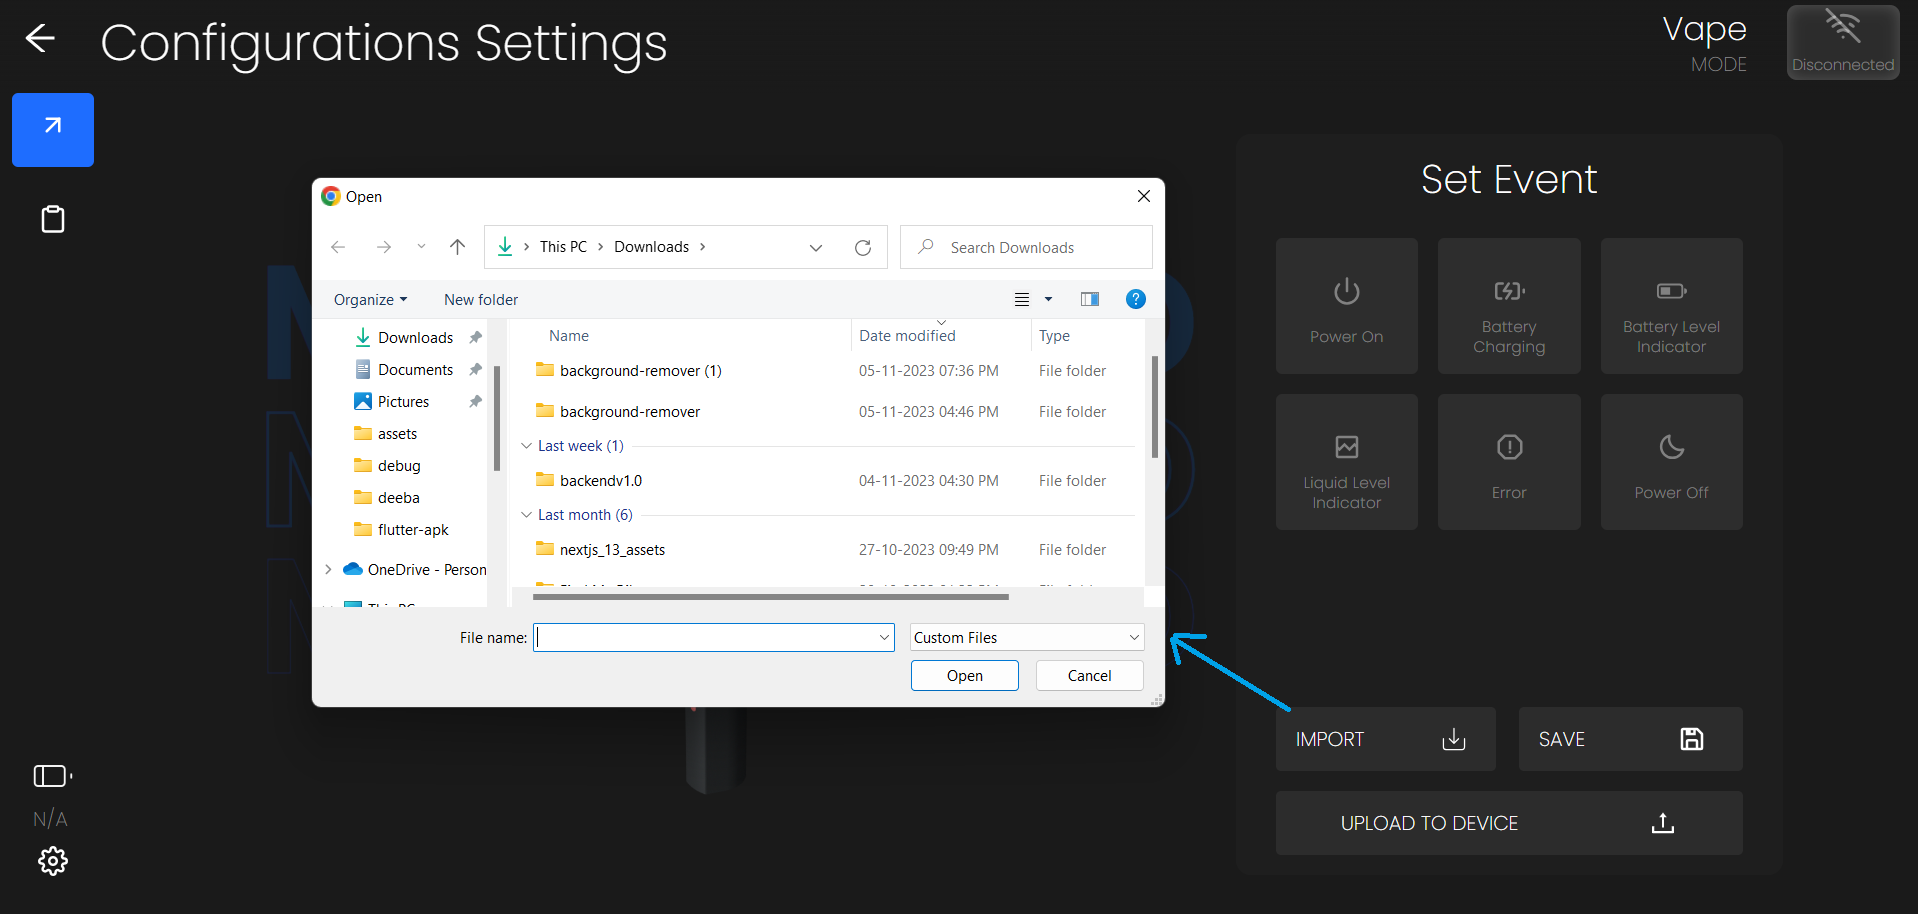 Configurations Settings
Vape
MODE
Disconnected
Open
This PC
Downloads
Search Downloads
Organize
New folder
Downloads
Documents
Pictures
assets
debug
deeba
flutter-apk
OneDrive - Person
This PC
Name
Date modified
Type
background-remover (1)
05-11-2023 07:36 PM
File folder
background-remover
05-11-2023 04:46 PM
File folder
Last week (1)
backendv1.0
04-11-2023 04:30 PM
File folder
Last month (6)
nextjs_13_assets
27-10-2023 09:49 PM
File folder
File name:
Custom Files
Open
Cancel
Set Event
Power On
Battery
Charging
Battery Level
Indicator
Liquid Level
Indicator
Error
Power Off
IMPORT
SAVE
UPLOAD TO DEVICE
N/A